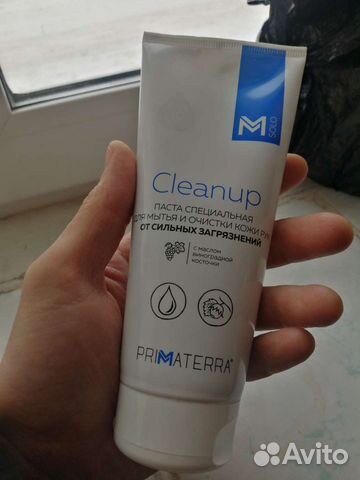 M SOLO
Cleanup
ПАСТА СПЕЦИАЛЬНАЯ
ДЛЯ МЫТЬЯ И ОЧИСТКИ КОЖИ РУК
ОТ СИЛЬНЫХ ЗАГРЯЗНЕНИЙ
с маслом
виноградной
косточки
PRIMATERRA®
Avito